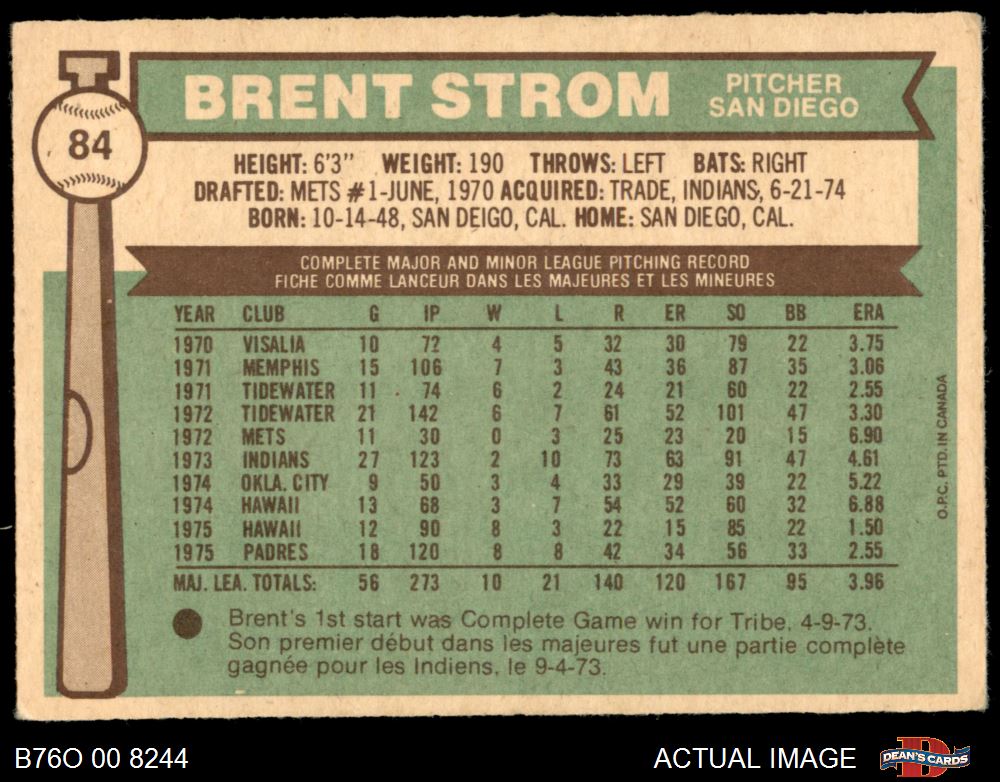 84
BRENT STROM
PITCHER
SAN DIEGO
HEIGHT: 6'3" WEIGHT: 190 THROWS: LEFT BATS: RIGHT
DRAFTED: METS #1-JUNE, 1970 ACQUIRED: TRADE, INDIANS, 6-21-74
BORN: 10-14-48, SAN DEIGO, CAL. HOME: SAN DIEGO, CAL.
COMPLETE MAJOR AND MINOR LEAGUE PITCHING RECORD
FICHE COMME LANCEUR DANS LES MAJEURES ET LES MINEURES
YEAR CLUB G IP W L R ER SO BB ERA
1970 VISALIA 10 72 4 5 32 30 79 22 3.75
1971 MEMPHIS 15 106 7 3 43 36 87 35 3.06
1971 TIDEWATER 11 74 6 2 24 21 60 22 2.55
1972 TIDEWATER 21 142 6 7 61 52 101 47 3.30
1972 METS 11 30 0 3 25 23 20 15 6.90
1973 INDIANS 27 123 2 10 73 63 91 47 4.61
1974 OKLA. CITY 9 50 3 4 33 29 39 22 5.22
1974 HAWAII 13 68 3 7 54 52 60 32 6.88
1975 HAWAII 12 90 8 3 22 15 85 22 1.50
1975 PADRES 18 120 8 8 42 34 56 33 2.55
MAJ. LEA. TOTALS: 56 273 10 21 140 120 167 95 3.96
Brent's 1st start was Complete Game win for Tribe, 4-9-73.
Son premier début dans les majeures fut une partie complète
gagnée pour les Indiens, le 9-4-73.
O.P.C. PTD. IN CANADA
B76O 00 8244
ACTUAL IMAGE
DEAN'S CARDS